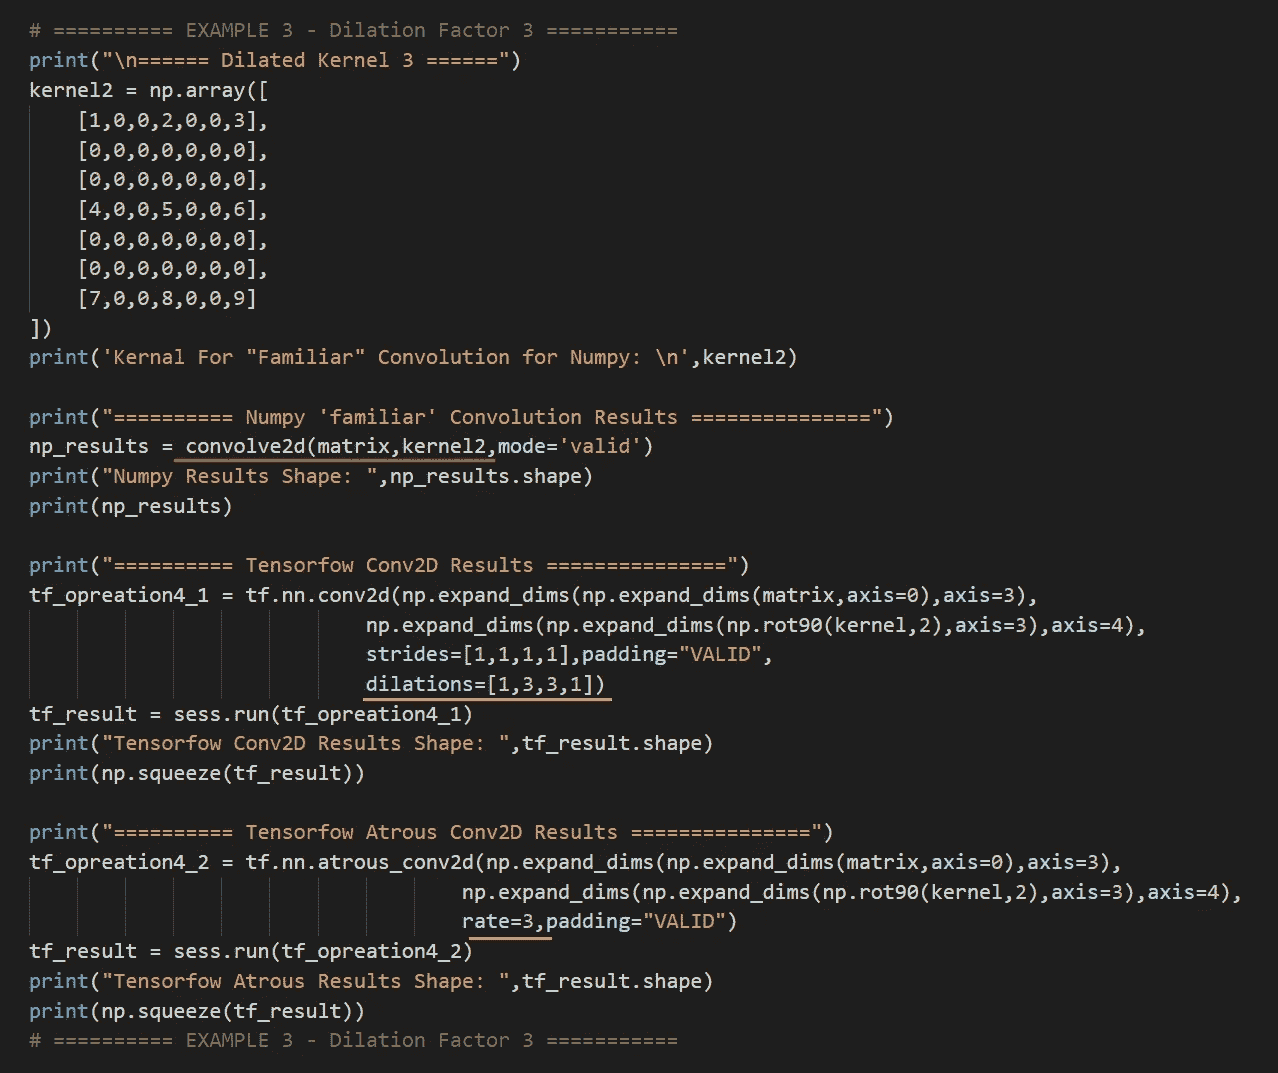 # ========== EXAMPLE 3 - Dilation Factor 3 ===========
print("\n====== Dilated Kernel 3 ======")
kernel2 = np.array([
    [1,0,0,2,0,0,3],
    [0,0,0,0,0,0,0],
    [0,0,0,0,0,0,0],
    [4,0,0,5,0,0,6],
    [0,0,0,0,0,0,0],
    [0,0,0,0,0,0,0],
    [7,0,0,8,0,0,9]
])
print('Kernal For "Familiar" Convolution for Numpy: \n',kernel2)

print("========== Numpy 'familiar' Convolution Results ===============")
np_results = convolve2d(matrix,kernel2,mode='valid')
print("Numpy Results Shape: ",np_results.shape)
print(np_results)

print("========== Tensorfow Conv2D Results ===============")
tf_opreation4_1 = tf.nn.conv2d(np.expand_dims(np.expand_dims(matrix,axis=0),axis=3),
                            np.expand_dims(np.expand_dims(np.rot90(kernel,2),axis=3),axis=4),
                            strides=[1,1,1,1],padding="VALID",
                            dilations=[1,3,3,1])
tf_result = sess.run(tf_opreation4_1)
print("Tensorfow Conv2D Results Shape: ",tf_result.shape)
print(np.squeeze(tf_result))

print("========== Tensorfow Atrous Conv2D Results ===============")
tf_opreation4_2 = tf.nn.atrous_conv2d(np.expand_dims(np.expand_dims(matrix,axis=0),axis=3),
                                    np.expand_dims(np.expand_dims(np.rot90(kernel,2),axis=3),axis=4),
                                    rate=3,padding="VALID")
tf_result = sess.run(tf_opreation4_2)
print("Tensorfow Atrous Results Shape: ",tf_result.shape)
print(np.squeeze(tf_result))
# ========== EXAMPLE 3 - Dilation Factor 3 ===========